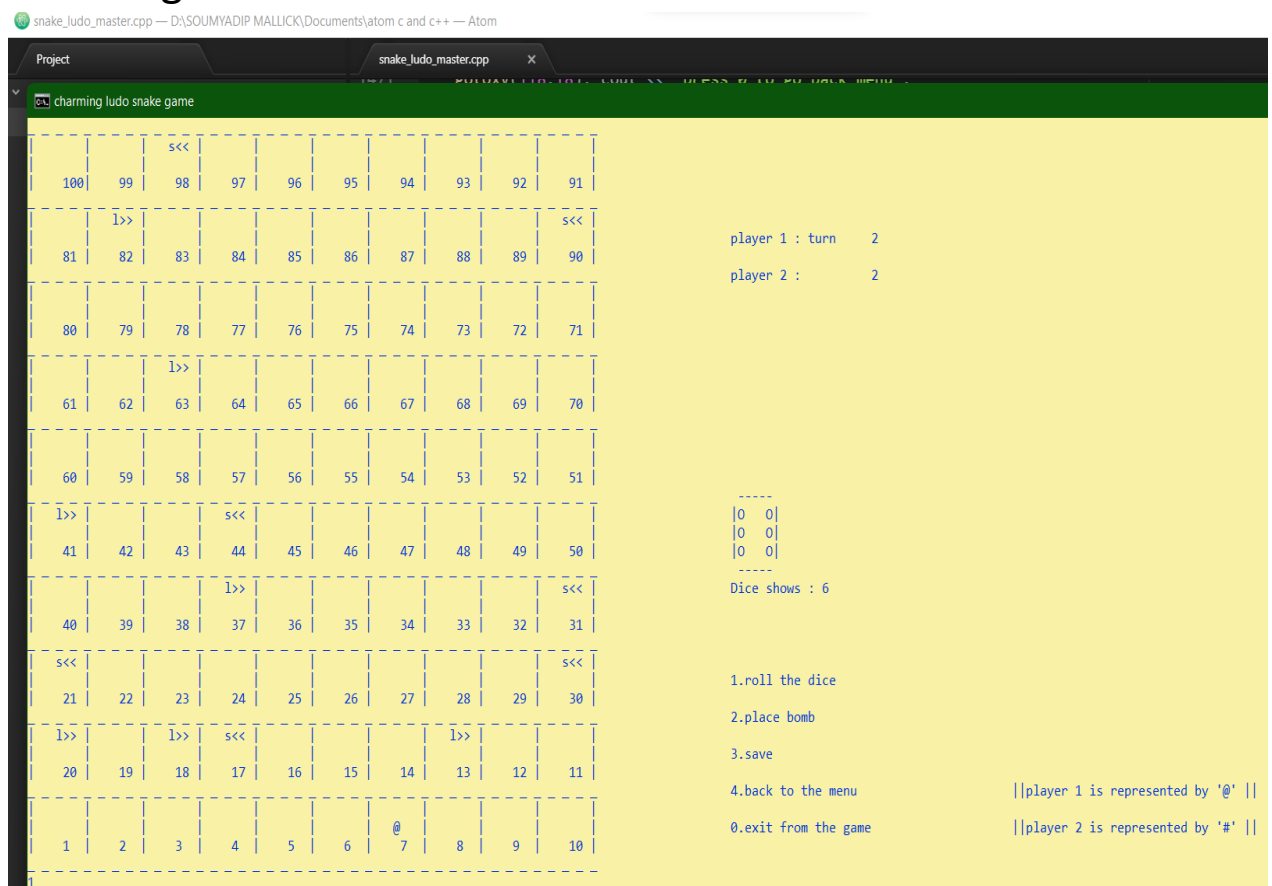 snake_ludo_master.cpp — D:\SOUMYADIP MALLICK\Documents\atom c and c++ — Atom
Project snake_ludo_master.cpp x
charming ludo snake game
s<<
100| 99 | 98 | 97 | 96 | 95 | 94 | 93 | 92 | 91 |
l>> s<<
81 | 82 | 83 | 84 | 85 | 86 | 87 | 88 | 89 | 90 |
80 | 79 | 78 | 77 | 76 | 75 | 74 | 73 | 72 | 71 |
l>>
61 | 62 | 63 | 64 | 65 | 66 | 67 | 68 | 69 | 70 |
60 | 59 | 58 | 57 | 56 | 55 | 54 | 53 | 52 | 51 |
l>> s<<
41 | 42 | 43 | 44 | 45 | 46 | 47 | 48 | 49 | 50 |
l>> s<<
40 | 39 | 38 | 37 | 36 | 35 | 34 | 33 | 32 | 31 |
s<< s<<
21 | 22 | 23 | 24 | 25 | 26 | 27 | 28 | 29 | 30 |
l>> l>> s<< l>>
20 | 19 | 18 | 17 | 16 | 15 | 14 | 13 | 12 | 11 |
@
1 | 2 | 3 | 4 | 5 | 6 | 7 | 8 | 9 | 10 |
1
player 1 : turn 2
player 2 : 2
-----
|0 0|
|0 0|
|0 0|
-----
Dice shows : 6
1.roll the dice
2.place bomb
3.save
4.back to the menu ||player 1 is represented by '@' ||
0.exit from the game ||player 2 is represented by '#' ||